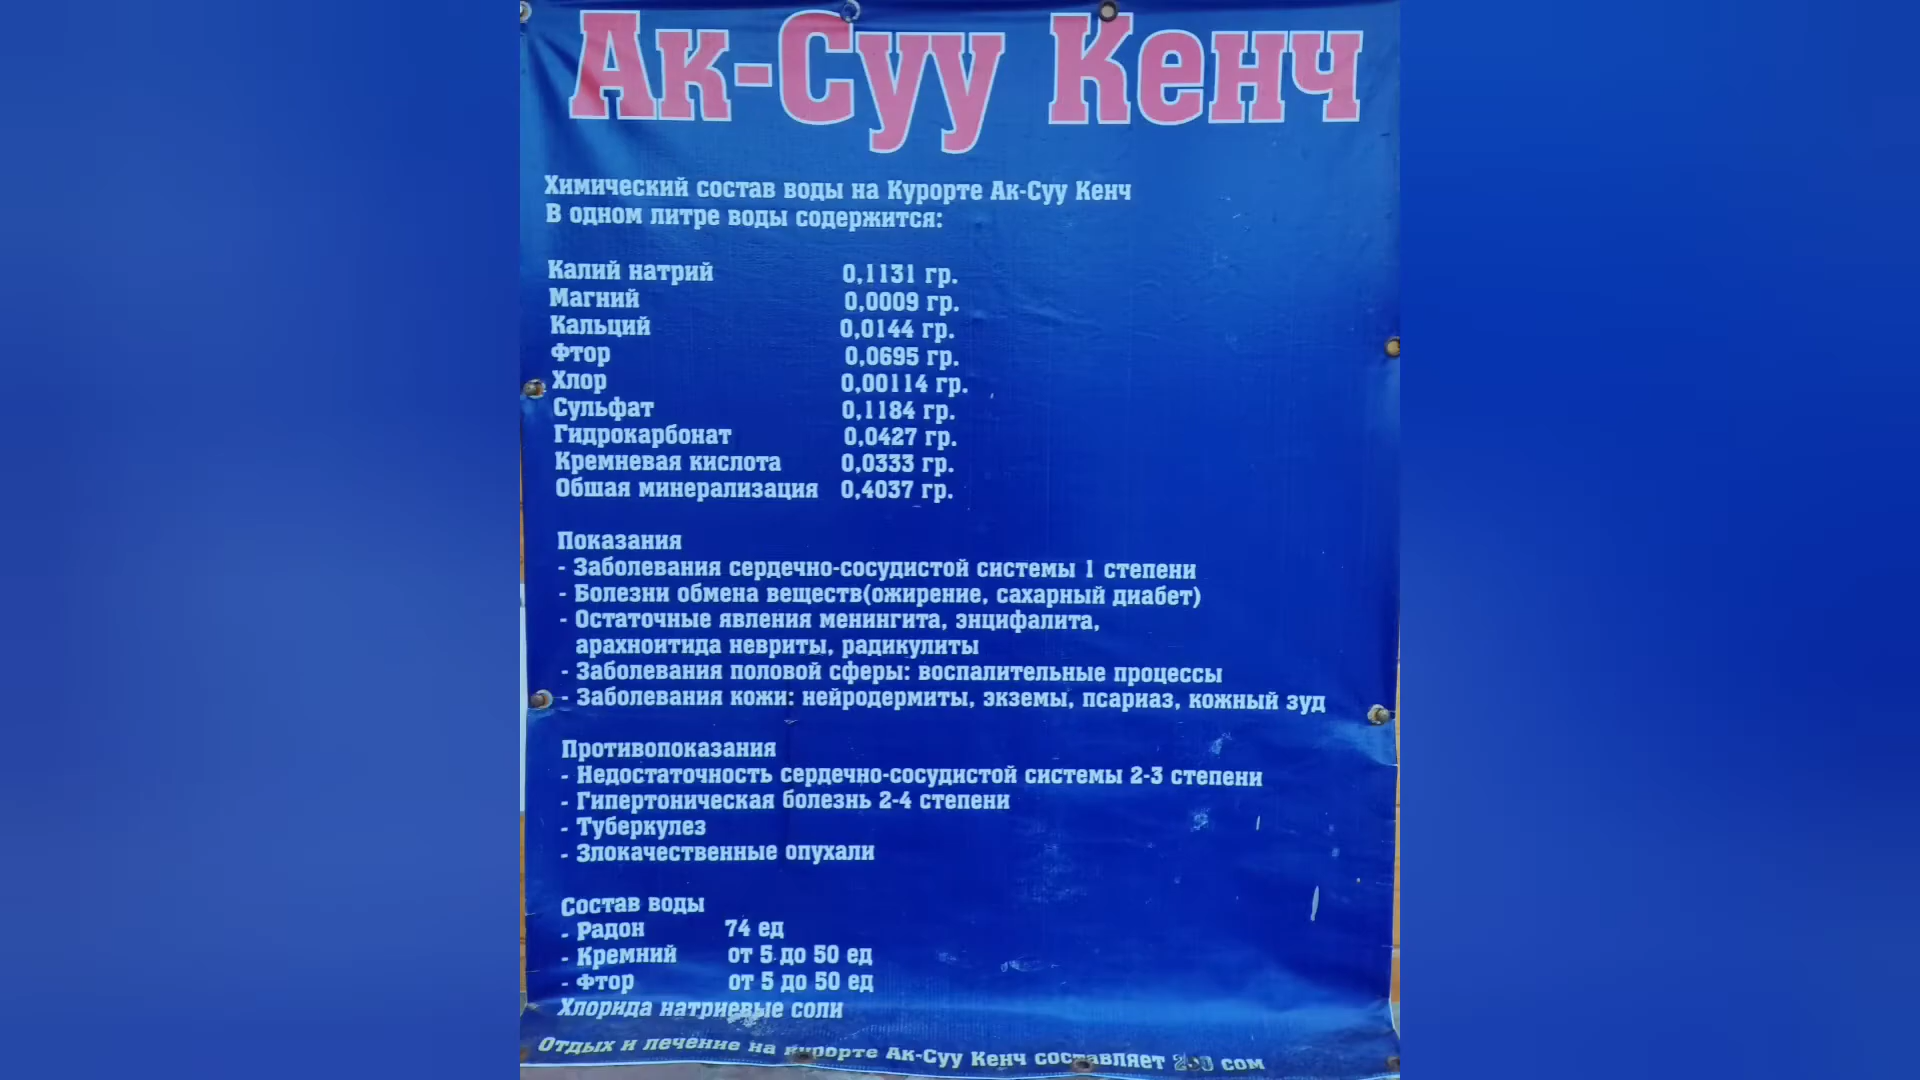 Ак-Суу Кенч
Химический состав воды на Курорте Ак-Суу Кенч
В одном литре воды содержится:
Калий натрий 0,1131 гр.
Магний 0,0009 гр.
Кальций 0,0144 гр.
Фтор 0,0695 гр.
Хлор 0,00114 гр.
Сульфат 0,1184 гр.
Гидрокарбонат 0,0427 гр.
Кремневая кислота 0,0333 гр.
Обшая минерализация 0,4037 гр.
Показания
- Заболевания сердечно-сосудистой системы 1 степени
- Болезни обмена веществ(ожирение, сахарный диабет)
- Остаточные явления менингита, энцифалита,
арахноитида невриты, радикулиты
- Заболевания половой сферы: воспалительные процессы
- Заболевания кожи: нейродермиты, экземы, псариаз, кожный зуд
Противопоказания
- Недостаточность сердечно-сосудистой системы 2-3 степени
- Гипертоническая болезнь 2-4 степени
- Туберкулез
- Злокачественные опухали
Состав воды
- Радон 74 ед
- Кремний от 5 до 50 ед
- Фтор от 5 до 50 ед
Хлорида натриевые соли
Отдых и лечение на курорте Ак-Суу Кенч составляет сом